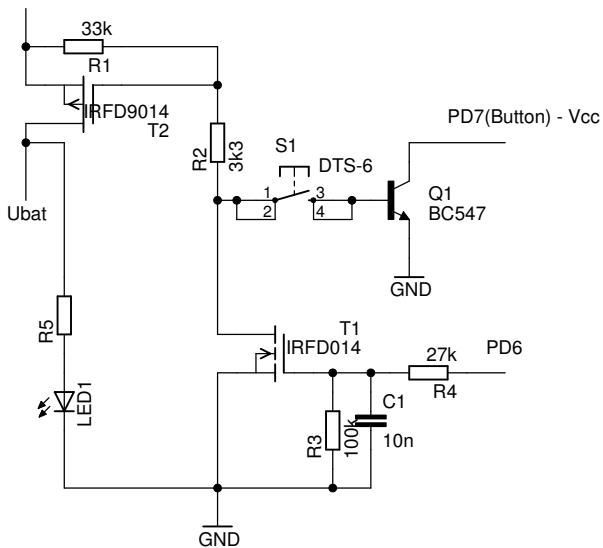 33k
R1
IRFD9014
T2
PD7(Button) - Vcc
R2
3k3
S1
DTS-6
1
3
2
4
Q1
BC547
Ubat
GND
R5
T1
IRFD014
27k
PD6
R4
LED1
C1
R3
100k
10n
GND